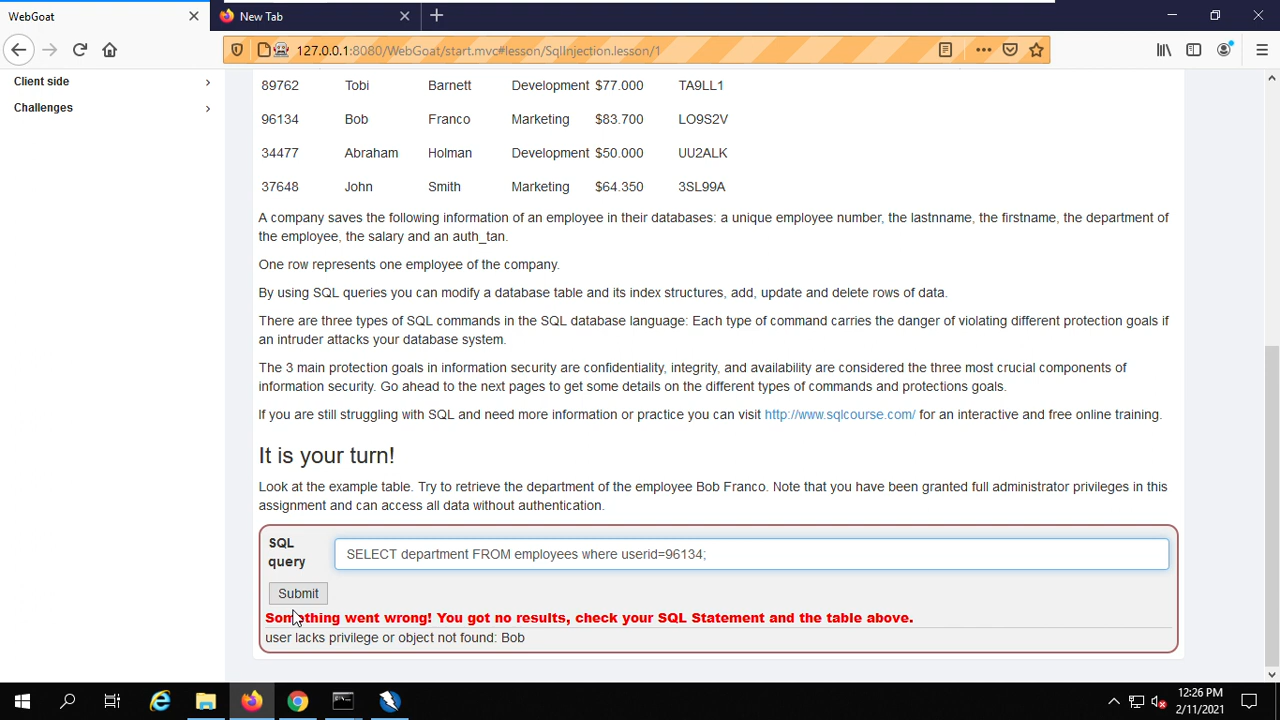 WebGoat
New Tab
127.0.0.1:8080/WebGoat/start.mvc#lesson/SqlInjection.lesson/1
Client side
Challenges
89762 Tobi Barnett Development $77.000 TA9LL1
96134 Bob Franco Marketing $83.700 LO9S2V
34477 Abraham Holman Development $50.000 UU2ALK
37648 John Smith Marketing $64.350 3SL99A
A company saves the following information of an employee in their databases: a unique employee number, the lastnname, the firstname, the department of
the employee, the salary and an auth_tan.
One row represents one employee of the company.
By using SQL queries you can modify a database table and its index structures, add, update and delete rows of data.
There are three types of SQL commands in the SQL database language: Each type of command carries the danger of violating different protection goals if
an intruder attacks your database system.
The 3 main protection goals in information security are confidentiality, integrity, and availability are considered the three most crucial components of
information security. Go ahead to the next pages to get some details on the different types of commands and protections goals.
If you are still struggling with SQL and need more information or practice you can visit http://www.sqlcourse.com/ for an interactive and free online training.
It is your turn!
Look at the example table. Try to retrieve the department of the employee Bob Franco. Note that you have been granted full administrator privileges in this
assignment and can access all data without authentication.
SQL
query
SELECT department FROM employees where userid=96134;
Submit
Something went wrong! You got no results, check your SQL Statement and the table above.
user lacks privilege or object not found: Bob
12:26 PM
2/11/2021